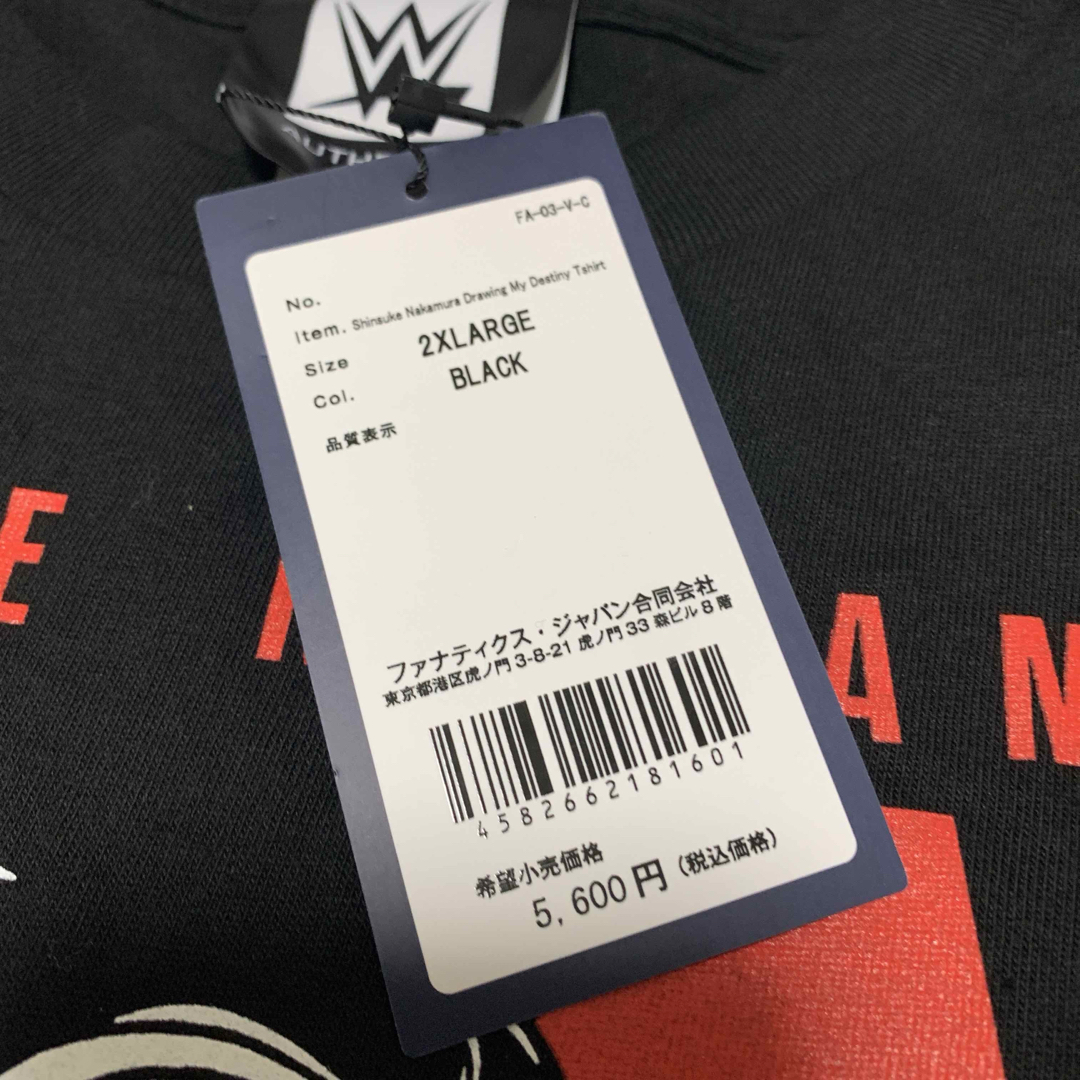 W
FA-03-V-C
No.
Item. Shinsuke Nakamura Drawing My Destiny Tshirt
Size 2XLARGE
Col. BLACK
品質表示
ファナティクス・ジャパン合同会社
東京都港区虎ノ門 3-8-21 虎ノ門 33 森ビル 8 階
4582662181601
希望小売価格
5,600円 (税込価格)
E
A N